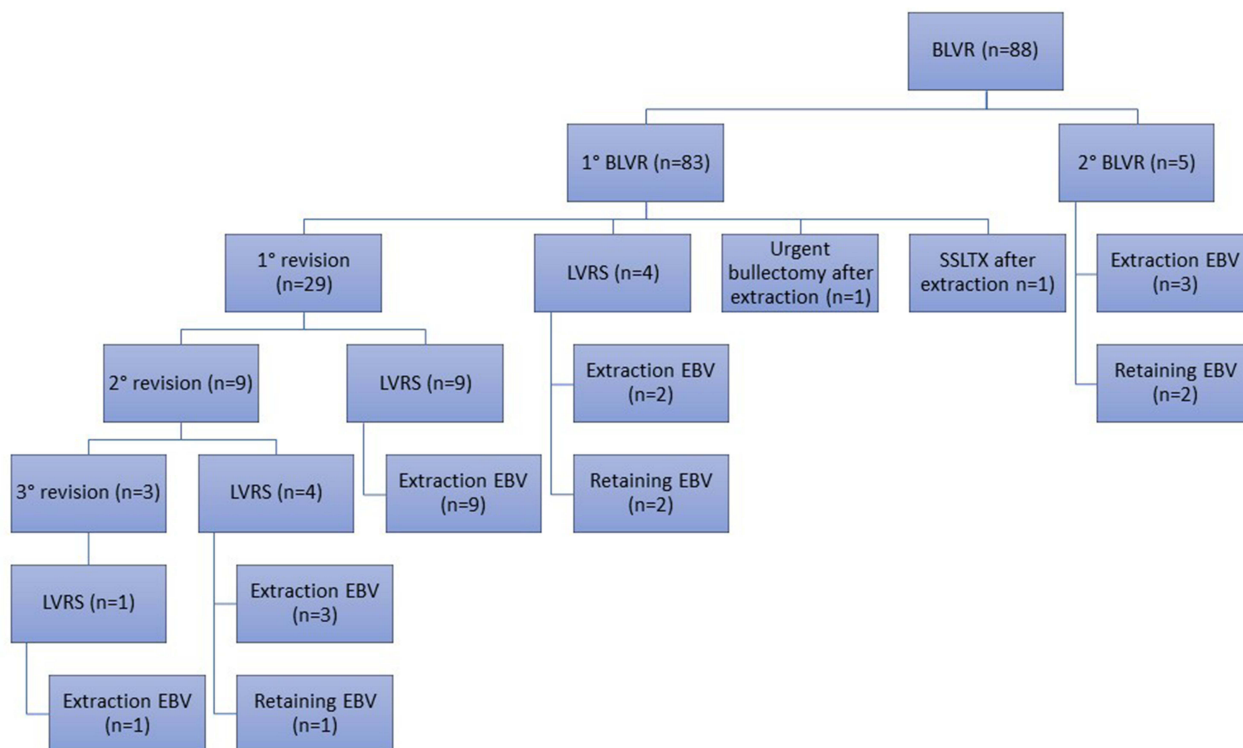 BLVR (n=88)
1° BLVR (n=83)
2° BLVR (n=5)
1° revision
(n=29)
LVRS (n=4)
Urgent
bullectomy after
extraction (n=1)
SSLTX after
extraction n=1)
Extraction EBV
(n=3)
2° revision (n=9)
LVRS (n=9)
Extraction EBV
(n=2)
Retaining EBV
(n=2)
3° revision (n=3)
LVRS (n=4)
Extraction EBV
(n=9)
Retaining EBV
(n=2)
LVRS (n=1)
Extraction EBV
(n=3)
Extraction EBV
(n=1)
Retaining EBV
(n=1)